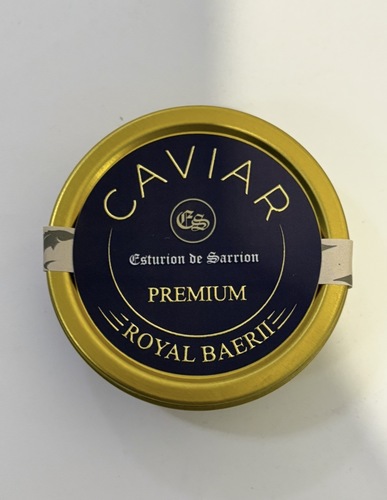 CAVIAR
ES
Esturion de Sarrion
PREMIUM
ROYAL BAERII